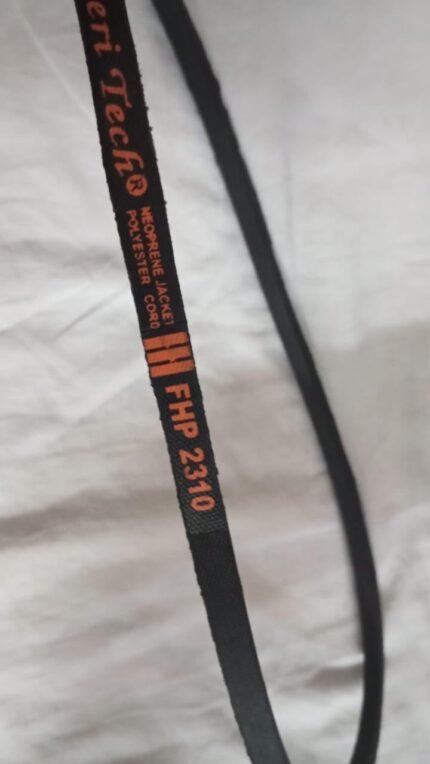 eri Tech®
NEOPRENE JACKET
POLYESTER CORD
FHP 2310